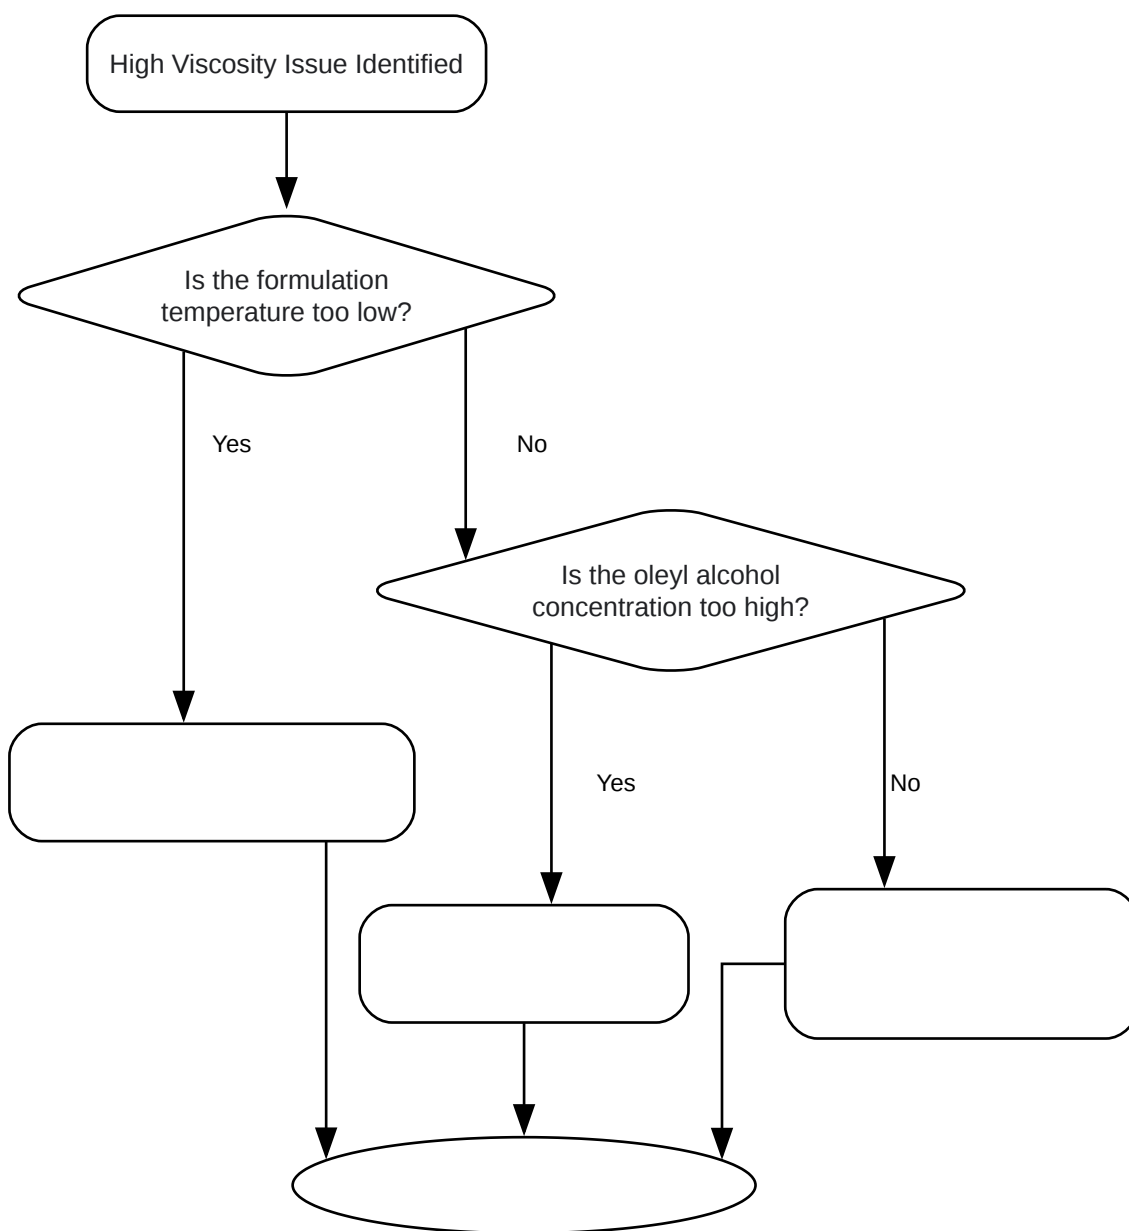 High Viscosity Issue Identified
Is the formulation
temperature too low?
Yes
No
Is the oleyl alcohol
concentration too high?
Yes
No